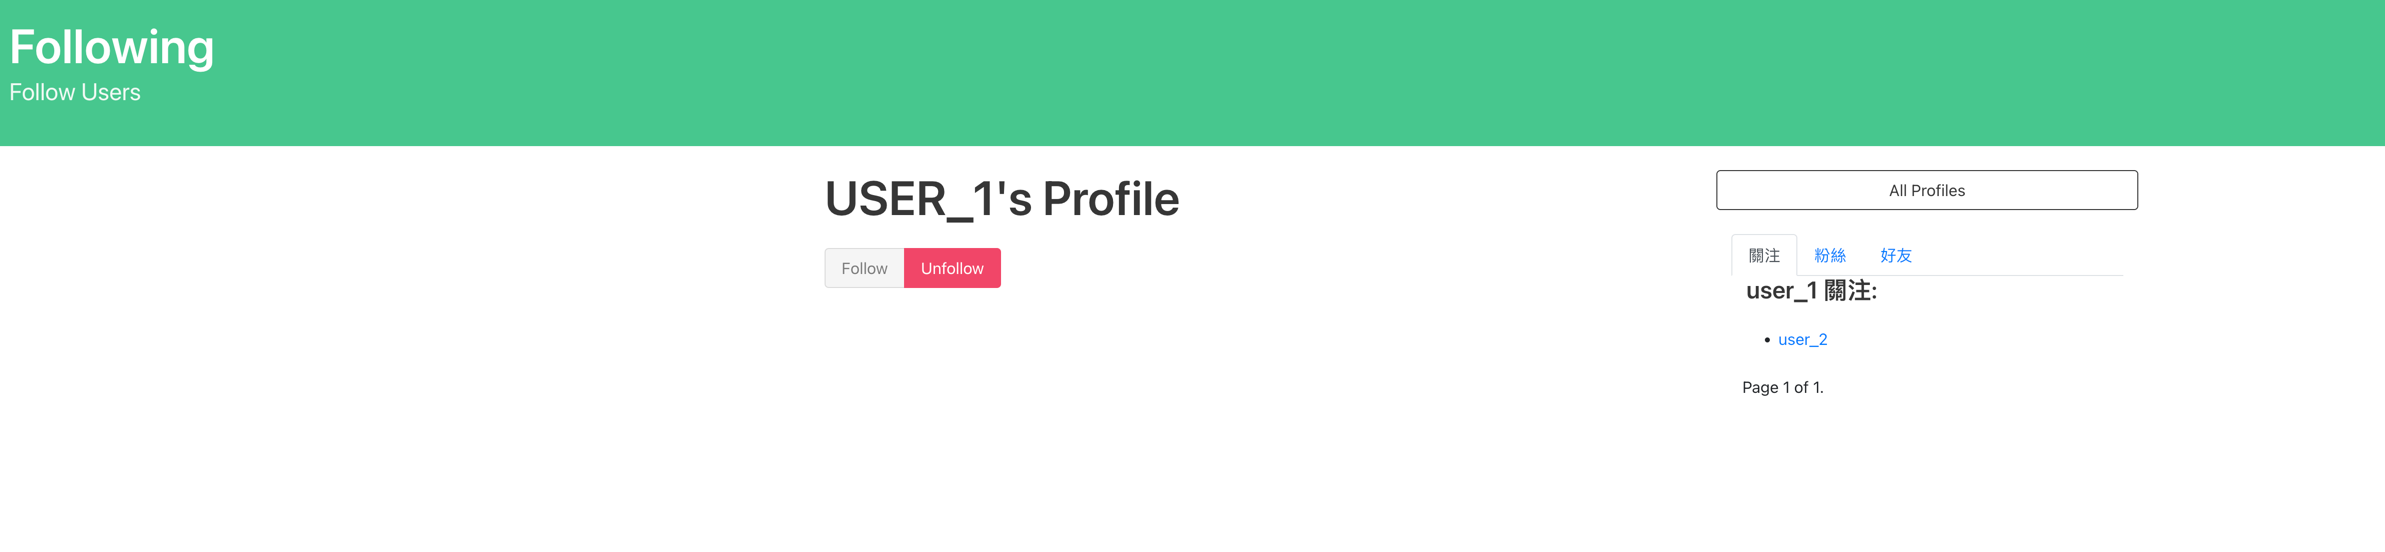 Following
Follow Users
USER_1's Profile
Follow Unfollow
All Profiles
關注 粉絲 好友
user_1 關注:
user_2
Page 1 of 1.